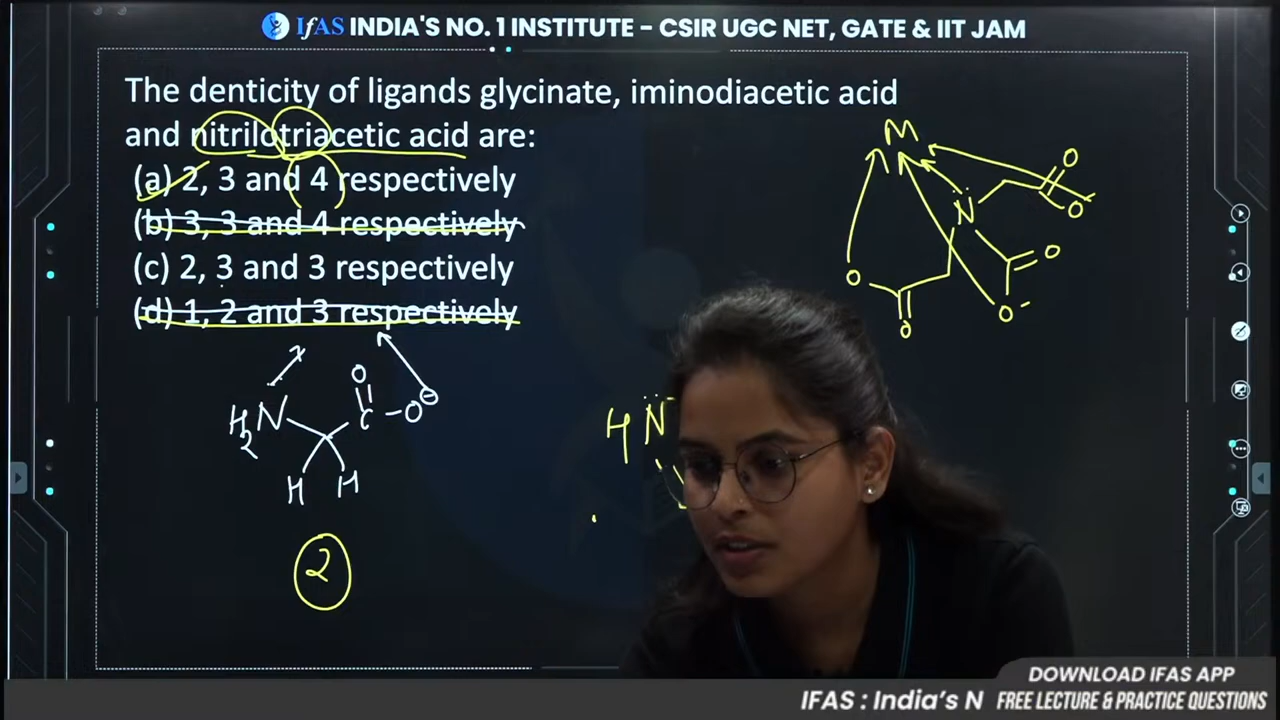 IfAS INDIA'S NO. 1 INSTITUTE – CSIR UGC NET, GATE & IIT JAM
The denticity of ligands glycinate, iminodiacetic acid
and nitrilotriacetic acid are:
(a) 2, 3 and 4 respectively
(b) 3, 3 and 4 respectively
(c) 2, 3 and 3 respectively
(d) 1, 2 and 3 respectively
M
O
N
O
O
O
O
O-
O
H2N
C
-O⊖
H H
H N
2
DOWNLOAD IFAS APP
IFAS : India's N FREE LECTURE & PRACTICE QUESTIONS